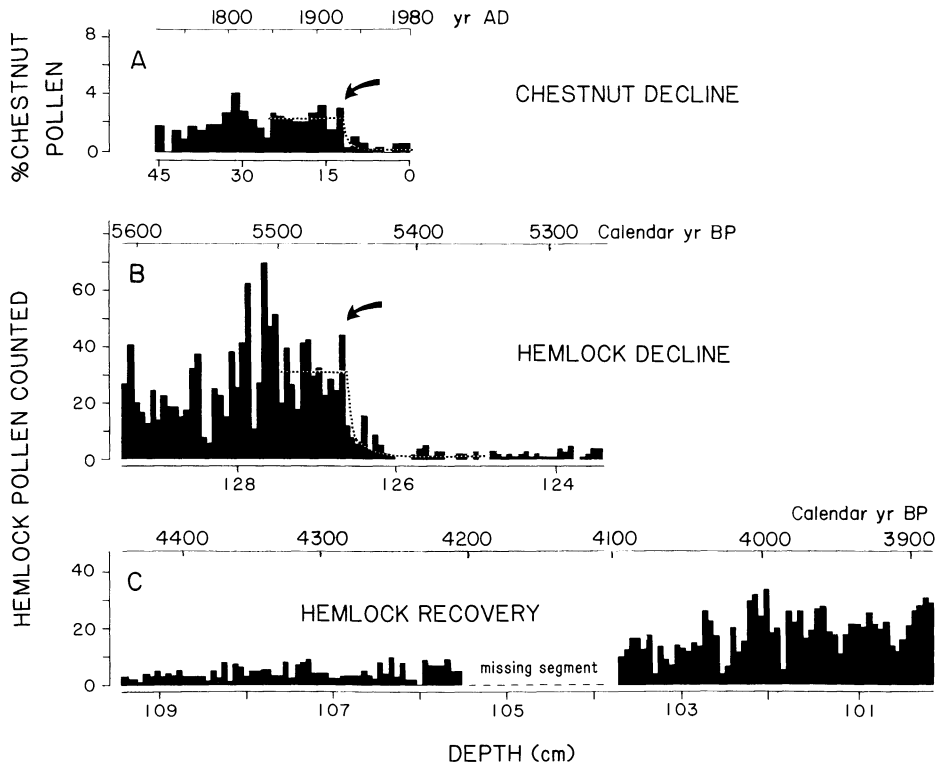 1800 1900 1980 yr AD
8
4
0
%CHESTNUT
POLLEN
A
CHESTNUT DECLINE
45 30 15 0
5600 5500 5400 5300 Calendar yr BP
60
40
20
0
B
HEMLOCK DECLINE
128 126 124
HEMLOCK POLLEN COUNTED
Calendar yr BP
4400 4300 4200 4100 4000 3900
40
20
0
C
HEMLOCK RECOVERY
missing segment
109 107 105 103 101
DEPTH (cm)